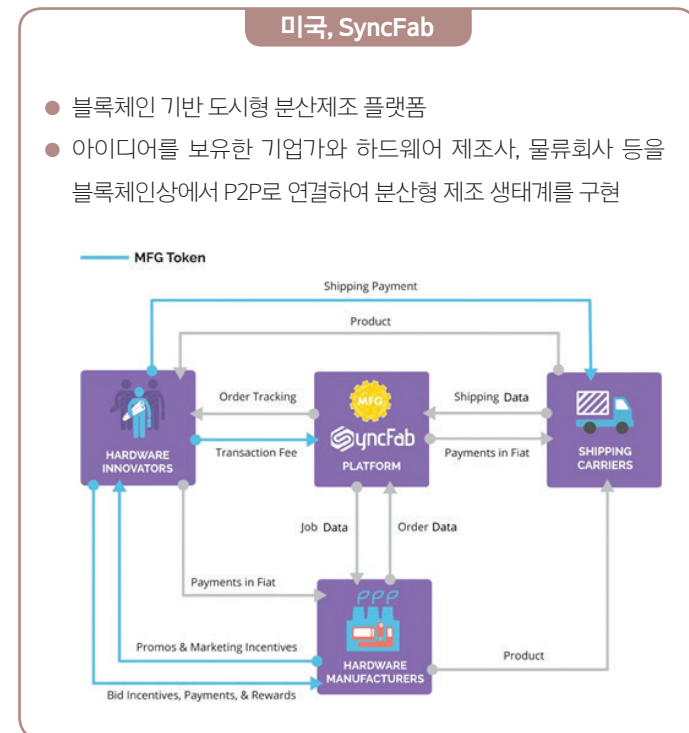 미국, SyncFab
● 블록체인 기반 도시형 분산제조 플랫폼
● 아이디어를 보유한 기업가와 하드웨어 제조사, 물류회사 등을
블록체인상에서 P2P로 연결하여 분산형 제조 생태계를 구현
MFG Token
Shipping Payment
Product
Order Tracking
MFG
Shipping Data
SyncFab
HARDWARE
INNOVATORS
Transaction Fee
PLATFORM
Payments in Fiat
SHIPPING
CARRIERS
Job Data
Order Data
Payments in Fiat
Promos & Marketing Incentives
HARDWARE
MANUFACTURERS
Product
Bid Incentives, Payments, & Rewards